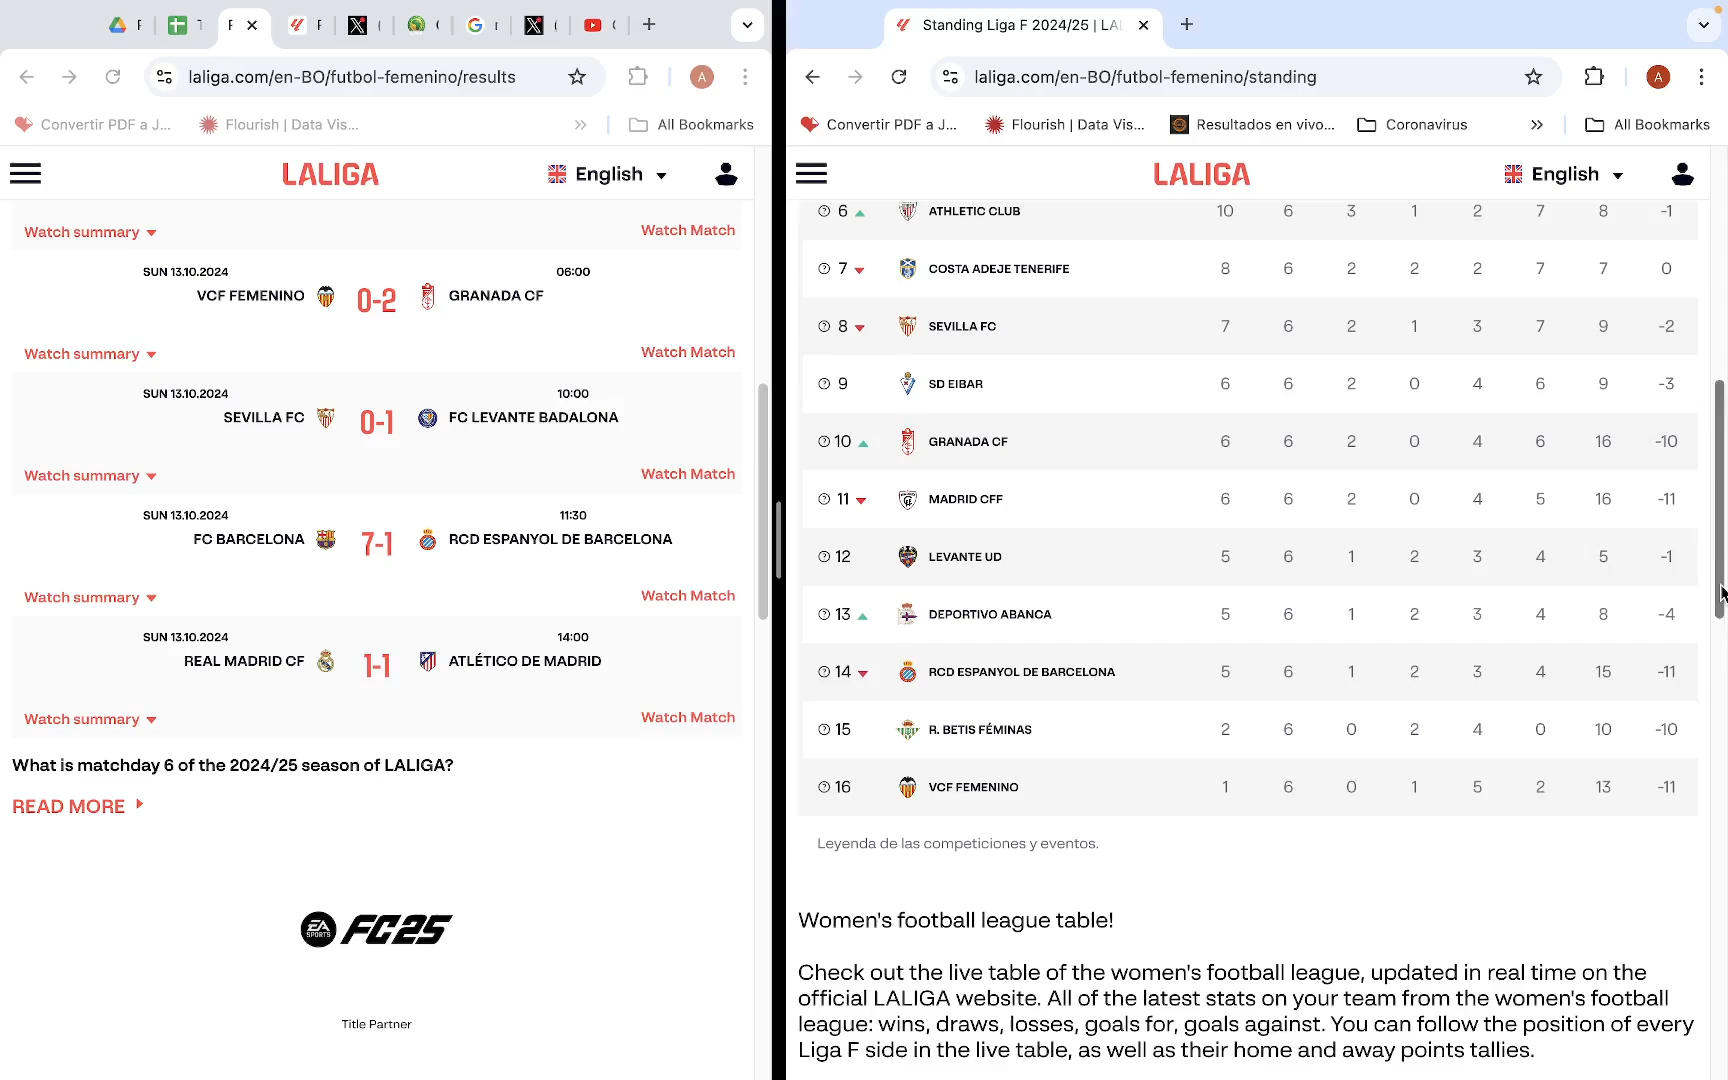 laliga.com/en-BO/futbol-femenino/results
A
Convertir PDF a J...
Flourish | Data Vis...
All Bookmarks
LALIGA
English
Watch summary
Watch Match
SUN 13.10.2024
06:00
VCF FEMENINO 0-2 GRANADA CF
Watch summary
Watch Match
SUN 13.10.2024
10:00
SEVILLA FC 0-1 FC LEVANTE BADALONA
Watch summary
Watch Match
SUN 13.10.2024
11:30
FC BARCELONA 7-1 RCD ESPANYOL DE BARCELONA
Watch summary
Watch Match
SUN 13.10.2024
14:00
REAL MADRID CF 1-1 ATLÉTICO DE MADRID
Watch summary
Watch Match
What is matchday 6 of the 2024/25 season of LALIGA?
READ MORE
EA SPORTS FC25
Title Partner
Standing Liga F 2024/25 | LA
laliga.com/en-BO/futbol-femenino/standing
A
Convertir PDF a J...
Flourish | Data Vis...
Resultados en vivo...
Coronavirus
All Bookmarks
LALIGA
English
6 ATHLETIC CLUB 10 6 3 1 2 7 8 -1
7 COSTA ADEJE TENERIFE 8 6 2 2 2 7 7 0
8 SEVILLA FC 7 6 2 1 3 7 9 -2
9 SD EIBAR 6 6 2 0 4 6 9 -3
10 GRANADA CF 6 6 2 0 4 6 16 -10
11 MADRID CFF 6 6 2 0 4 5 16 -11
12 LEVANTE UD 5 6 1 2 3 4 5 -1
13 DEPORTIVO ABANCA 5 6 1 2 3 4 8 -4
14 RCD ESPANYOL DE BARCELONA 5 6 1 2 3 4 15 -11
15 R. BETIS FÉMINAS 2 6 0 2 4 0 10 -10
16 VCF FEMENINO 1 6 0 1 5 2 13 -11
Leyenda de las competiciones y eventos.
Women's football league table!
Check out the live table of the women's football league, updated in real time on the
official LALIGA website. All of the latest stats on your team from the women's football
league: wins, draws, losses, goals for, goals against. You can follow the position of every
Liga F side in the live table, as well as their home and away points tallies.